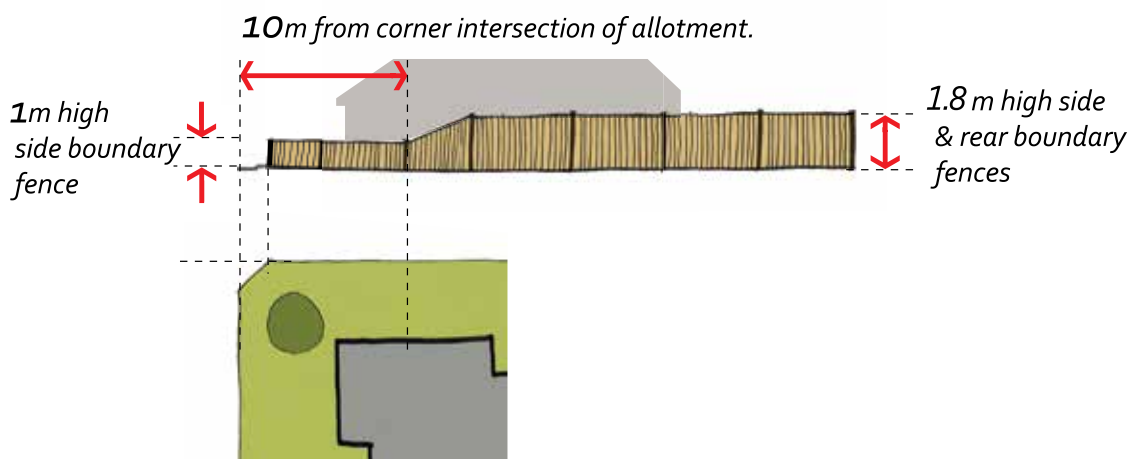 10m from corner intersection of allotment.
1m high
side boundary
fence
1.8 m high side
& rear boundary
fences